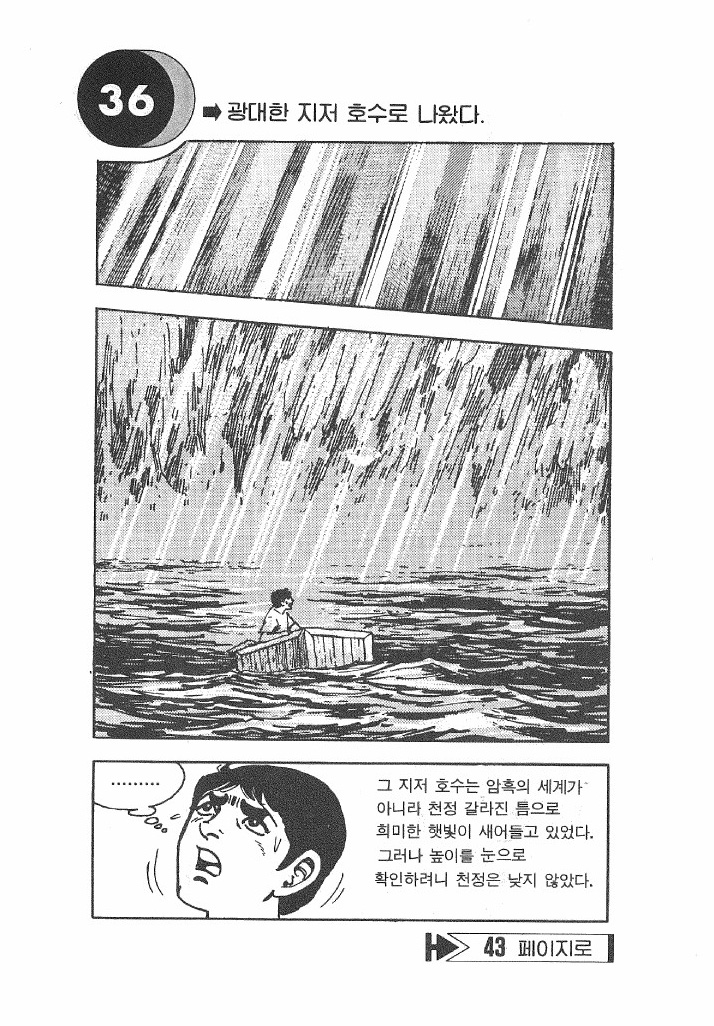 36
➡ 광대한 지저 호수로 나왔다.
………
그 지저 호수는 암흑의 세계가
아니라 천정 갈라진 틈으로
희미한 햇빛이 새어들고 있었다.
그러나 높이를 눈으로
확인하려니 천정은 낮지 않았다.
43 페이지로